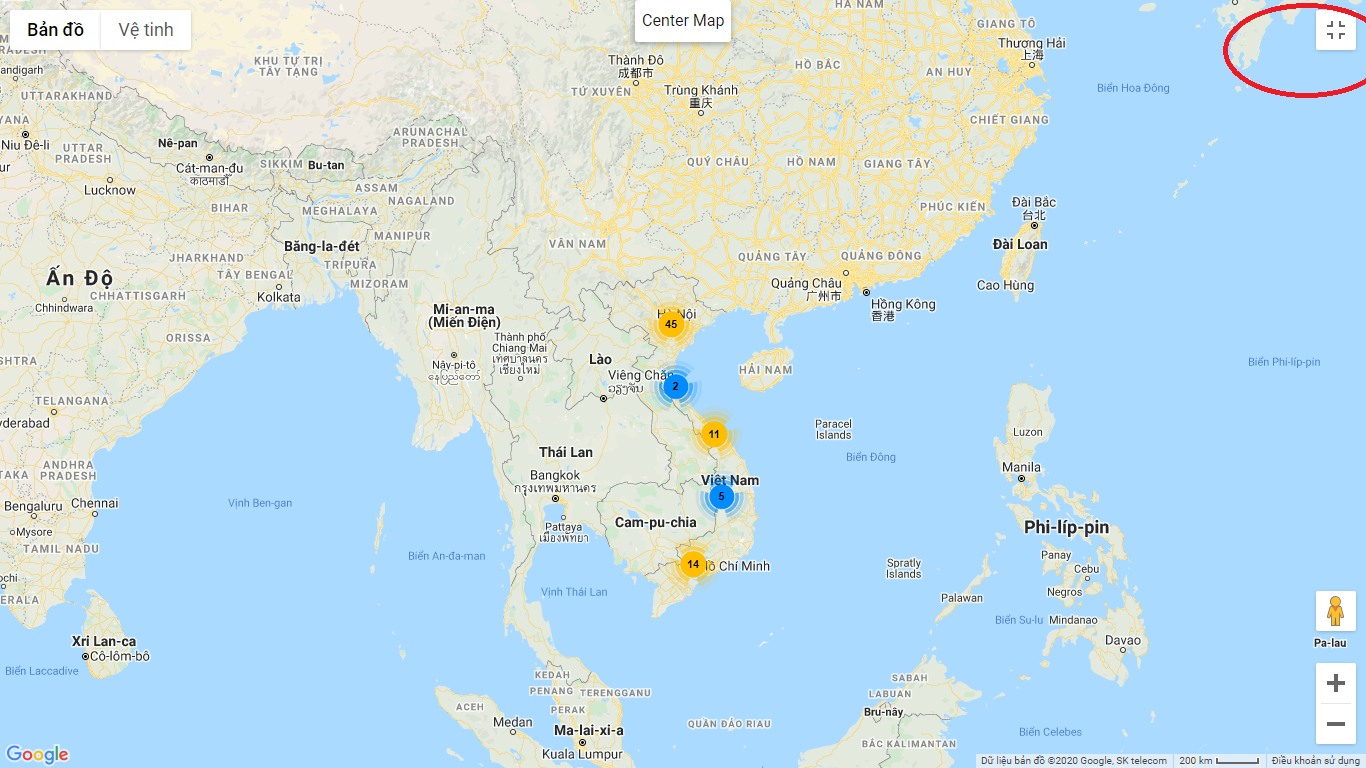 Bản đồ
Vệ tinh
Center Map
HÀ NAM
GIANG TÔ
Thượng Hải
上海
KHU TỰ TRỊ
TÂY TẠNG
Thành Đô
成都市
TỨ XUYÊN
HỒ BẮC
AN HUY
andigarh
UTTARAKHAND
Trùng Khánh
重庆
Biển Hoa Đông
CHIẾT GIANG
YANA
Niu Đê-li
UTTAR
PRADESH
Nê-pan
Cát-man-đu
काठमाडौं
SIKKIM
Bu-tan
ARUNACHAL
PRADESH
QUÝ CHÂU
HỒ NAM
GIANG TÂY
Lucknow
ASSAM
NAGALAND
BIHAR
MEGHALAYA
PHÚC KIẾN
Đài Bắc
台北
MANIPUR
Băng-la-đét
VÂN NAM
Đài Loan
JHARKHAND
TRIPURA
QUẢNG TÂY
QUẢNG ĐÔNG
Ấn Độ
TÂY BENGAL
MIZORAM
Quảng Châu
广州市
Cao Hùng
CHHATTISGARH
Kolkata
Chhindwara
Mi-an-ma
(Miến Điện)
Hồng Kông
香港
Hà Nội
45
ORISSA
Thành phố
Chiang Mai
เทศบาลนคร
เชียงใหม่
Lào
Nây-pi-tô
နေပြည်တော်
Viêng Chăn
ວຽງຈັນ
2
HẢI NAM
Biển Phi-líp-pin
SHTRA
TELANGANA
yderabad
11
Paracel
Islands
Luzon
Thái Lan
Biển Đông
ANDHRA
PRADESH
TAKA
Bangkok
กรุงเทพมหานคร
Việt Nam
5
Manila
Bengaluru
Chennai
Vịnh Ben-gan
Mysore
Pattaya
เมืองพัทยา
Cam-pu-chia
Phi-líp-pin
TAMIL NADU
Biển An-đa-man
14
Hồ Chí Minh
Spratly
Islands
Panay
Cebu
ochi
ERALA
Vịnh Thái Lan
Palawan
Negros
Biển Su-lu
Mindanao
Xri Lan-ca
Cô-lôm-bô
Davao
Pa-lau
Biển Laccadive
KEDAH
PENANG
TERENGGANU
SABAH
LABUAN
ACEH
PERAK
Bru-nây
Medan
Ma-lai-xi-a
QUẦN ĐẢO RIAU
Biển Celebes
Kuala Lumpur
BẮC KALIMANTAN
Google
Dữ liệu bản đồ ©2020 Google, SK telecom
200 km
Điều khoản sử dụng